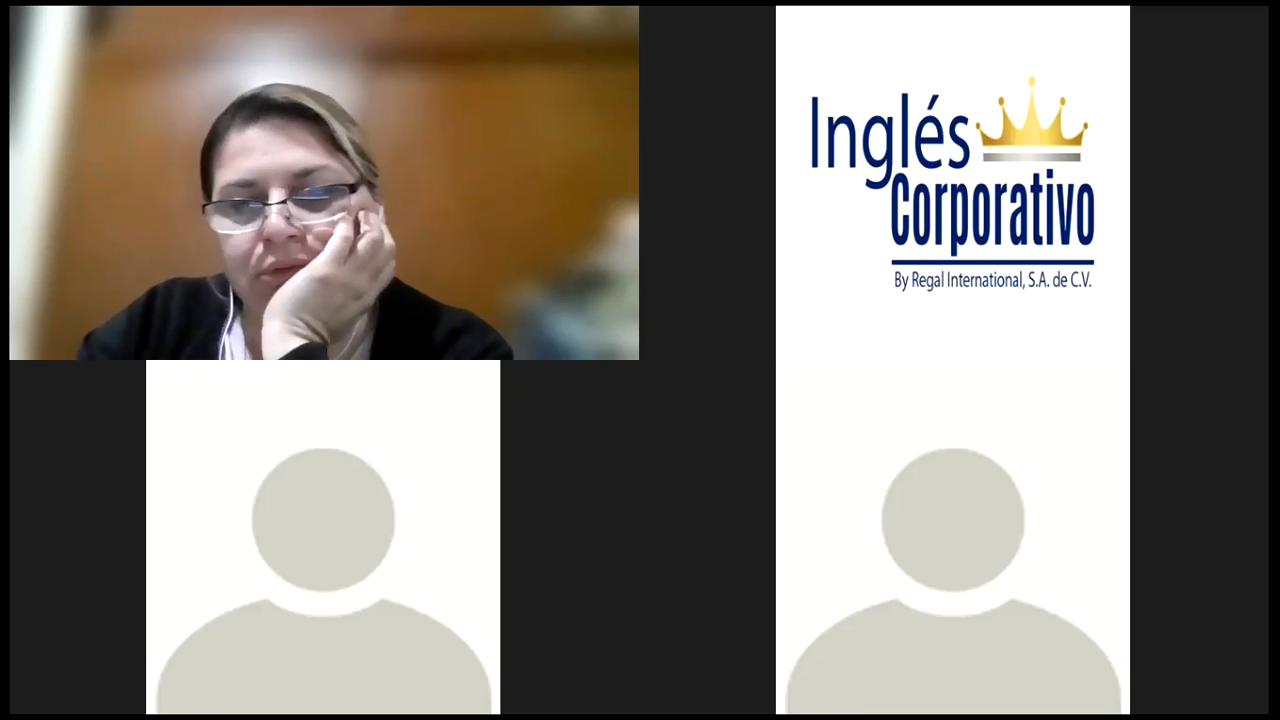 Inglés
Corporativo
By Regal International, S.A. de C.V.